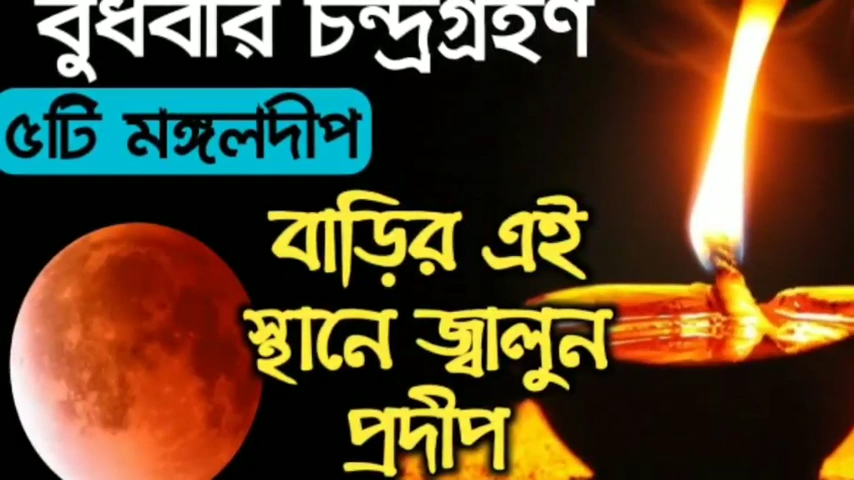 বুধবার চন্দ্রগ্রহণ
৫টি মঙ্গলদীপ
বাড়ির এই
স্থানে জ্বালুন
প্রদীপ